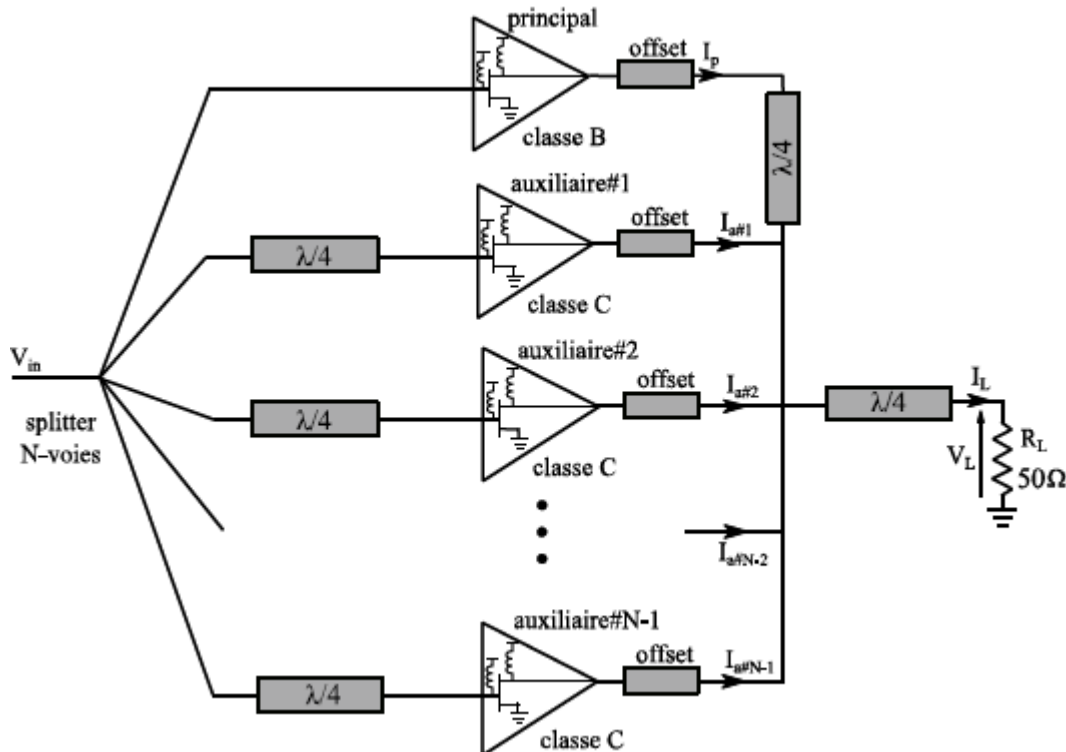 principal
offset
I_p
classe B
λ/4
auxiliaire#1
offset
I_a#1
λ/4
classe C
auxiliaire#2
offset
I_a#2
V_in
λ/4
λ/4
I_L
splitter
N-voies
classe C
V_L
R_L
50Ω
I_a#N-2
auxiliaire#N-1
offset
I_a#N-1
λ/4
classe C